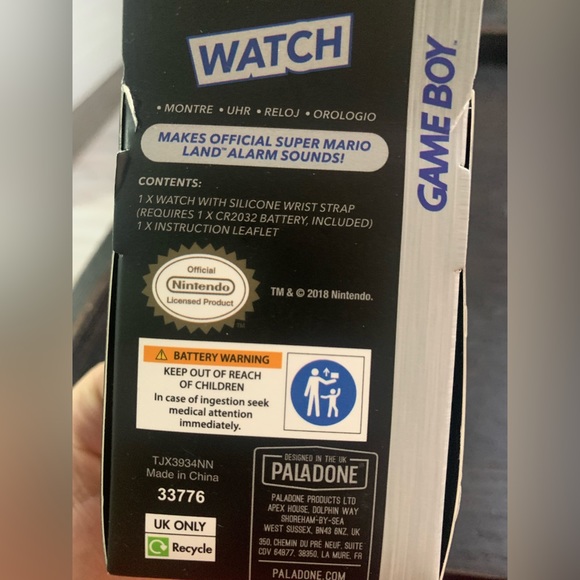 WATCH
GAME BOY™
• MONTRE • UHR • RELOJ • OROLOGIO
MAKES OFFICIAL SUPER MARIO
LAND™ ALARM SOUNDS!
CONTENTS:
1 X WATCH WITH SILICONE WRIST STRAP
(REQUIRES 1 X CR2032 BATTERY, INCLUDED)
1 X INSTRUCTION LEAFLET
Official
Nintendo
Licensed Product
TM
TM & © 2018 Nintendo.
BATTERY WARNING
KEEP OUT OF REACH
OF CHILDREN
In case of ingestion seek
medical attention
immediately.
TJX3934NN
Made in China
33776
UK ONLY
Recycle
DESIGNED IN THE UK
PALADONE
PALADONE PRODUCTS LTD
APEX HOUSE, DOLPHIN WAY
SHOREHAM-BY-SEA
WEST SUSSEX, BN43 6NZ, UK
350, CHEMIN DU PRÉ NEUF, SUITE
CDV 64877, 38350, LA MURE, FR
PALADONE.COM